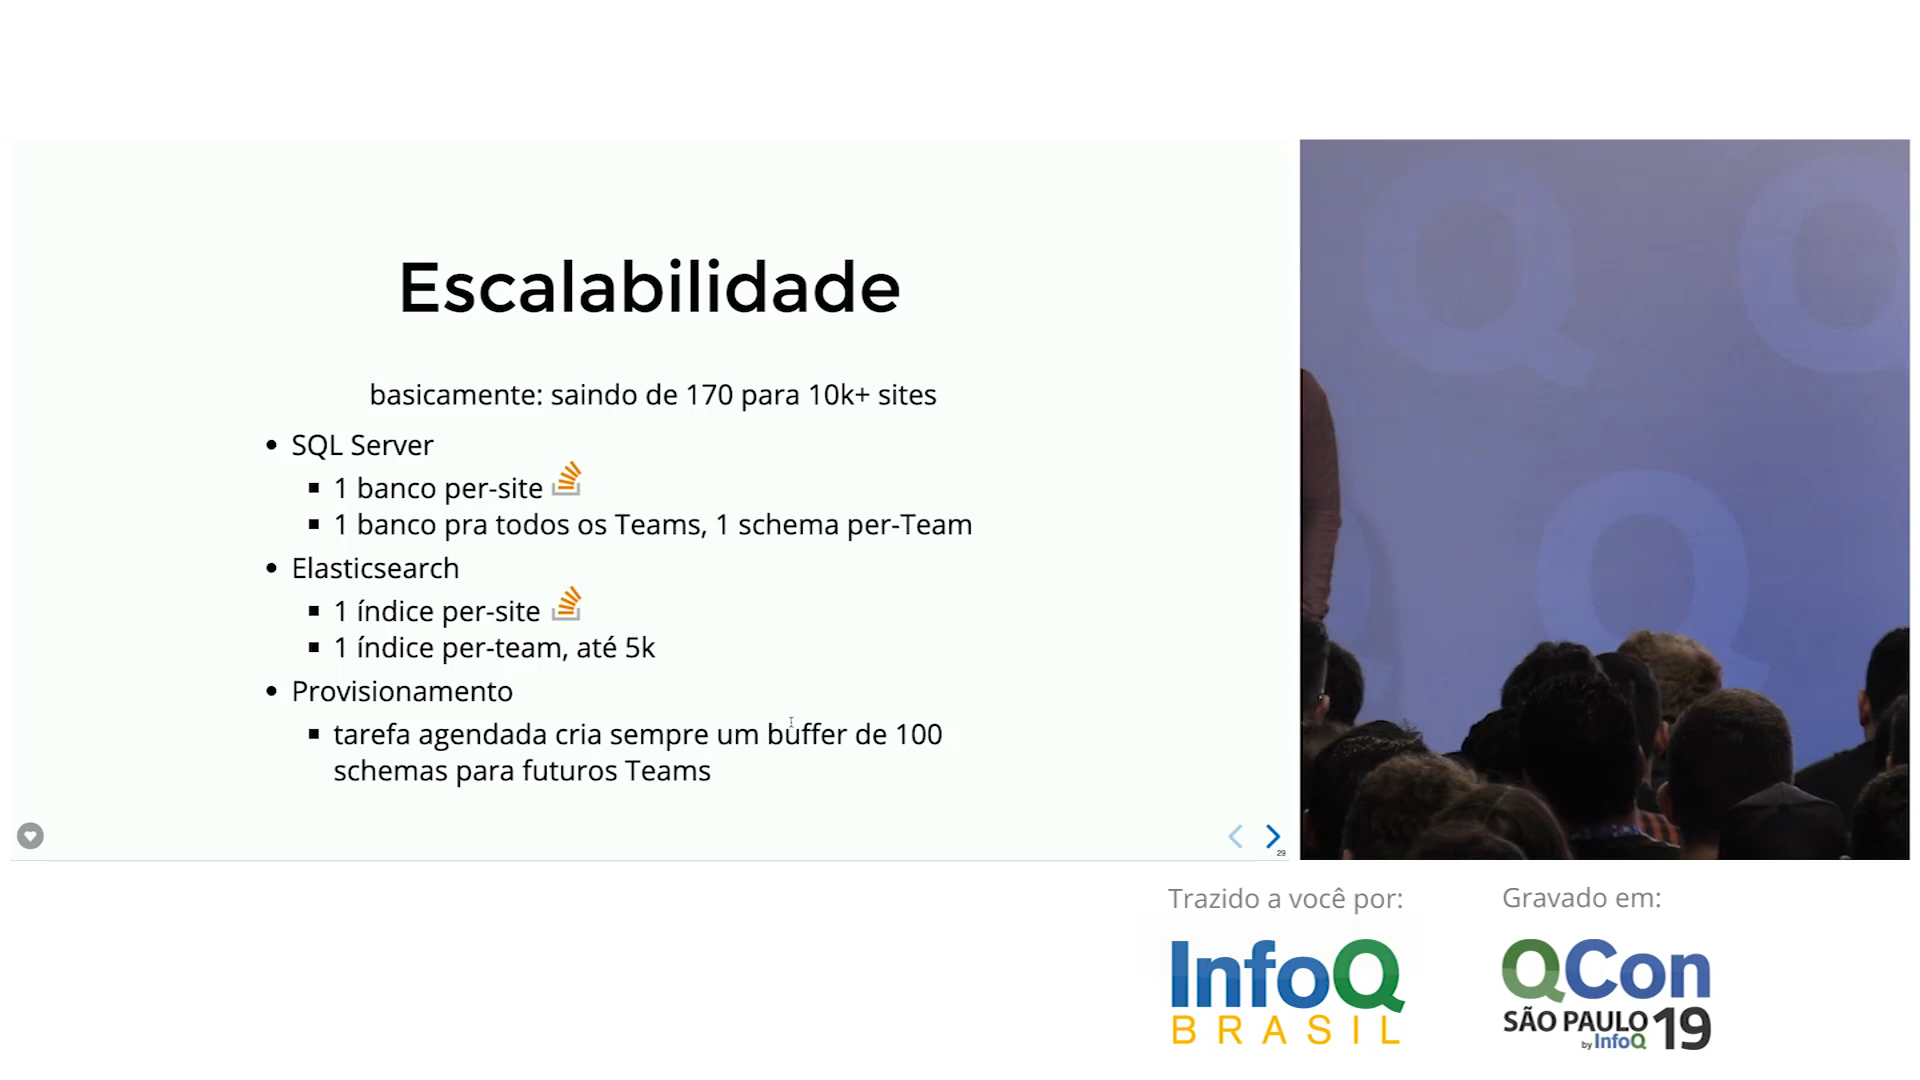 Escalabilidade
basicamente: saindo de 170 para 10k+ sites
SQL Server
1 banco per-site
1 banco pra todos os Teams, 1 schema per-Team
Elasticsearch
1 índice per-site
1 índice per-team, até 5k
Provisionamento
tarefa agendada cria sempre um buffer de 100
schemas para futuros Teams
29
Trazido a você por:
InfoQ
BRASIL
Gravado em:
QCon
SÃO PAULO 19
by InfoQ